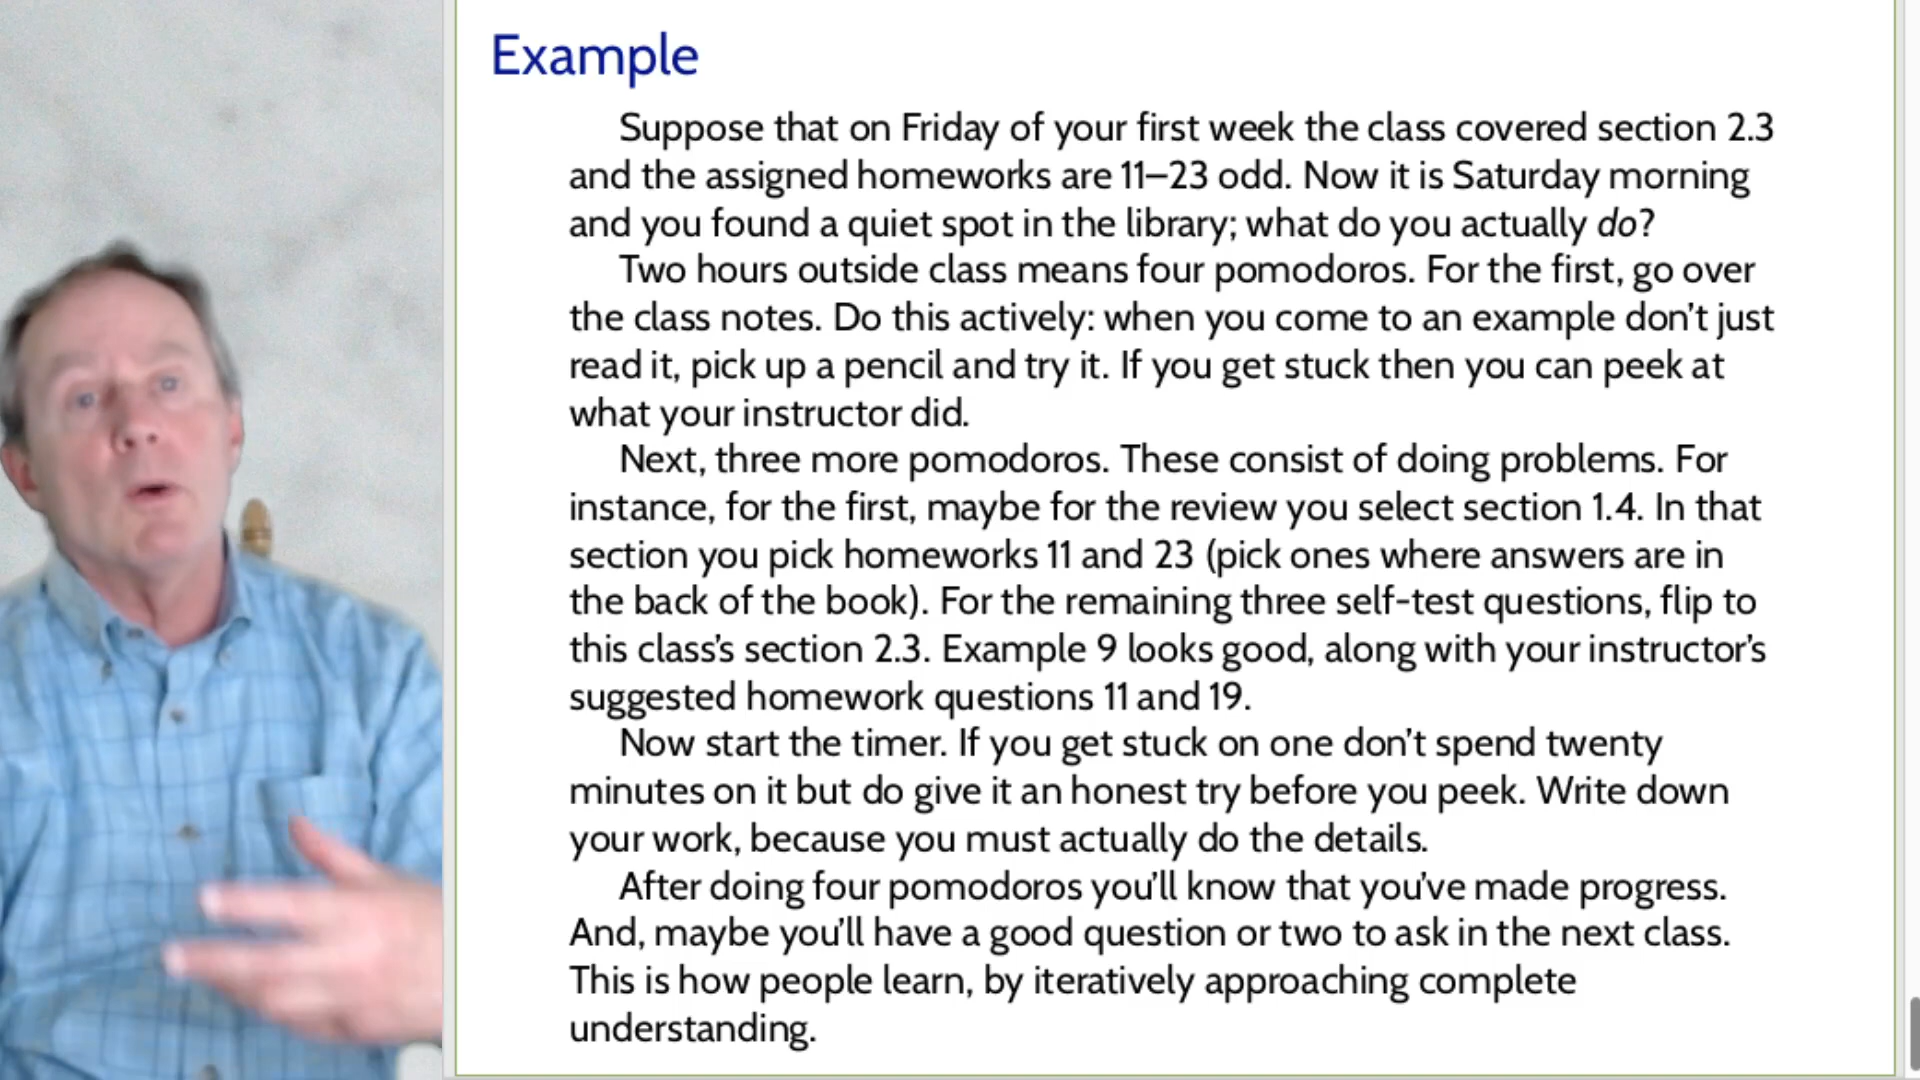 Example
Suppose that on Friday of your first week the class covered section 2.3
and the assigned homeworks are 11–23 odd. Now it is Saturday morning
and you found a quiet spot in the library; what do you actually do?
Two hours outside class means four pomodoros. For the first, go over
the class notes. Do this actively: when you come to an example don’t just
read it, pick up a pencil and try it. If you get stuck then you can peek at
what your instructor did.
Next, three more pomodoros. These consist of doing problems. For
instance, for the first, maybe for the review you select section 1.4. In that
section you pick homeworks 11 and 23 (pick ones where answers are in
the back of the book). For the remaining three self-test questions, flip to
this class’s section 2.3. Example 9 looks good, along with your instructor’s
suggested homework questions 11 and 19.
Now start the timer. If you get stuck on one don’t spend twenty
minutes on it but do give it an honest try before you peek. Write down
your work, because you must actually do the details.
After doing four pomodoros you’ll know that you’ve made progress.
And, maybe you’ll have a good question or two to ask in the next class.
This is how people learn, by iteratively approaching complete
understanding.